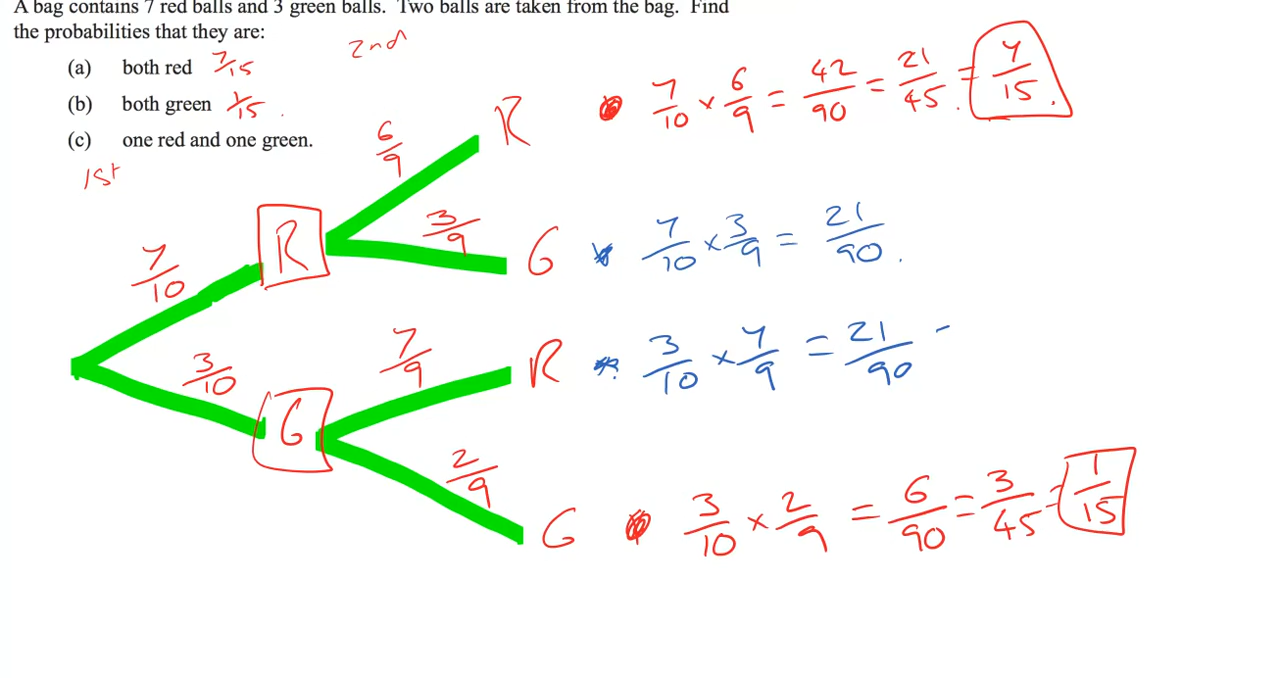 A bag contains 7 red balls and 3 green balls. Two balls are taken from the bag. Find
the probabilities that they are:
2nd
(a) both red 7/15
(b) both green 1/15.
(c) one red and one green.
1st
7/10 × 6/9 = 42/90 = 21/45 = 7/15.
6/9
R
3/9
R
G
7/10 × 3/9 = 21/90.
7/10
3/10
7/9
R
3/10 × 7/9 = 21/90 =
G
2/9
G
3/10 × 2/9 = 6/90 = 3/45 = 1/15